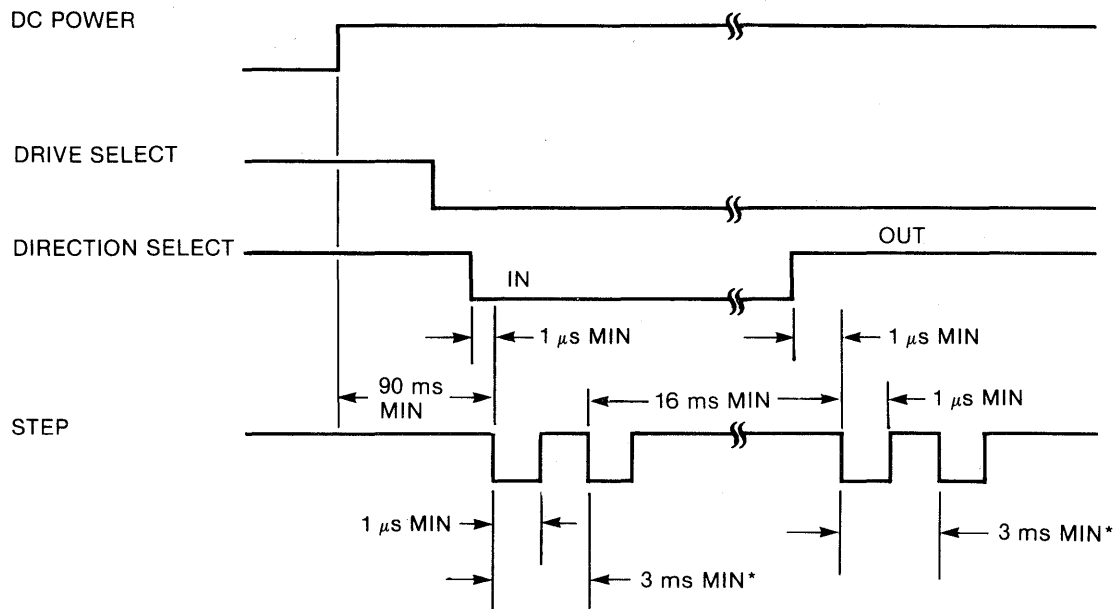 DC POWER
DRIVE SELECT
DIRECTION SELECT
OUT
IN
1 μs MIN
1 μs MIN
90 ms
MIN
16 ms MIN
1 μs MIN
STEP
1 μs MIN
3 ms MIN*
3 ms MIN*